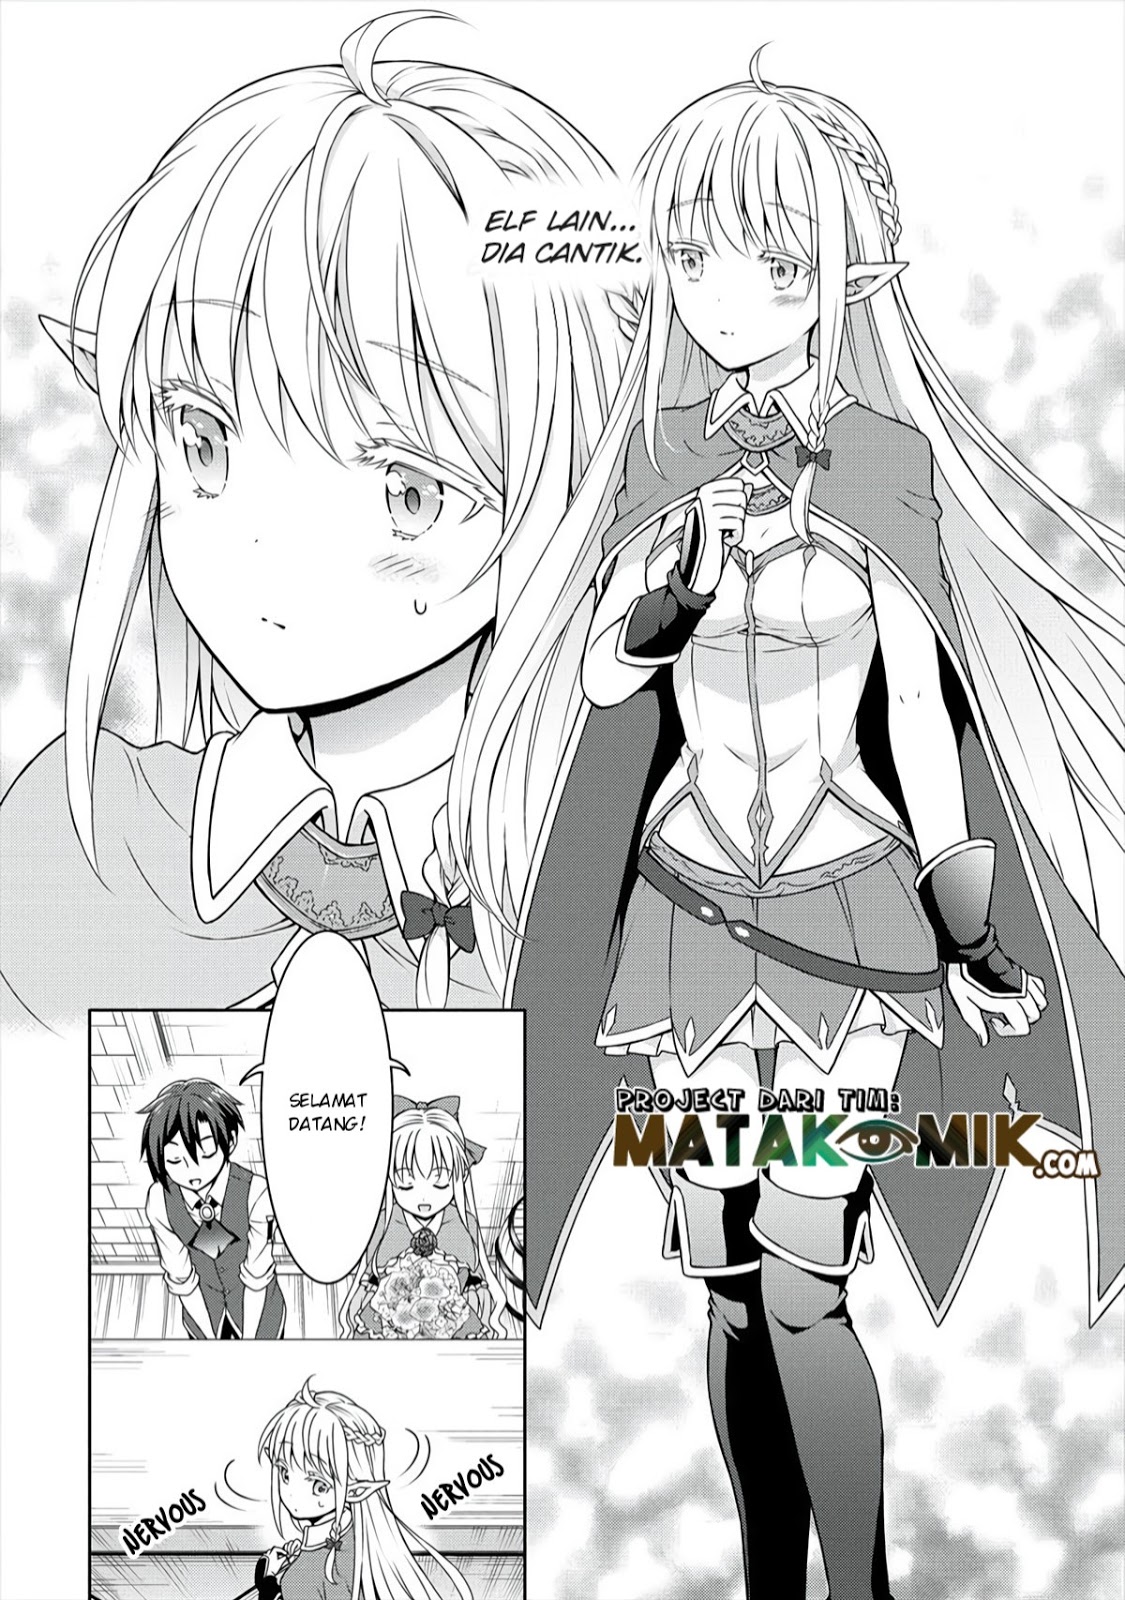 ELF LAIN...
DIA CANTIK.
SELAMAT
DATANG!
PROJECT DARI TIM:
MATAKOMIK.COM
NERVOUS
NERVOUS